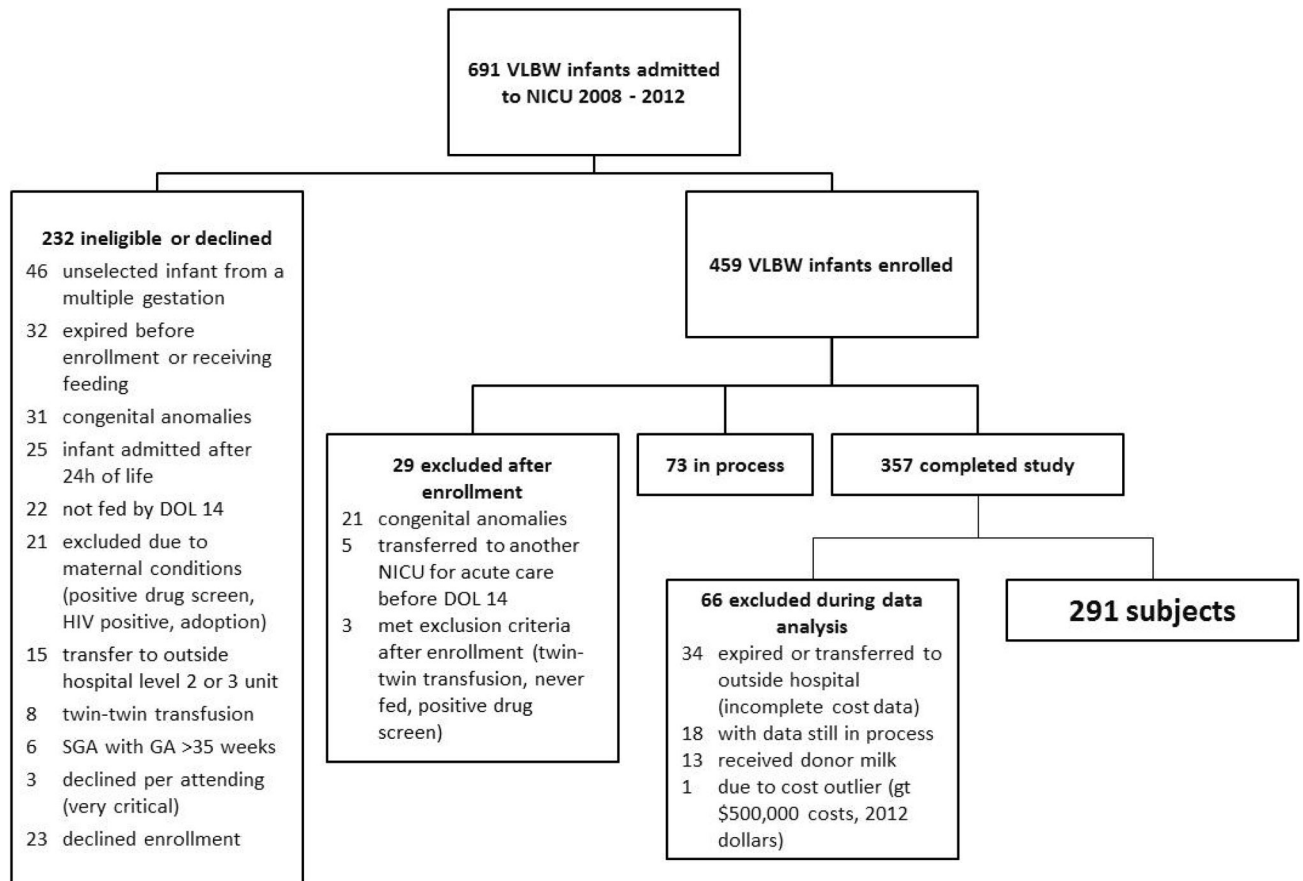 691 VLBW infants admitted
to NICU 2008 - 2012
232 ineligible or declined
46 unselected infant from a
multiple gestation
32 expired before
enrollment or receiving
feeding
31 congenital anomalies
25 infant admitted after
24h of life
22 not fed by DOL 14
21 excluded due to
maternal conditions
(positive drug screen,
HIV positive, adoption)
15 transfer to outside
hospital level 2 or 3 unit
8 twin-twin transfusion
6 SGA with GA >35 weeks
3 declined per attending
(very critical)
23 declined enrollment
459 VLBW infants enrolled
29 excluded after
enrollment
21 congenital anomalies
5 transferred to another
NICU for acute care
before DOL 14
3 met exclusion criteria
after enrollment (twin-
twin transfusion, never
fed, positive drug
screen)
73 in process
357 completed study
66 excluded during data
analysis
34 expired or transferred to
outside hospital
(incomplete cost data)
18 with data still in process
13 received donor milk
1 due to cost outlier (gt
$500,000 costs, 2012
dollars)
291 subjects